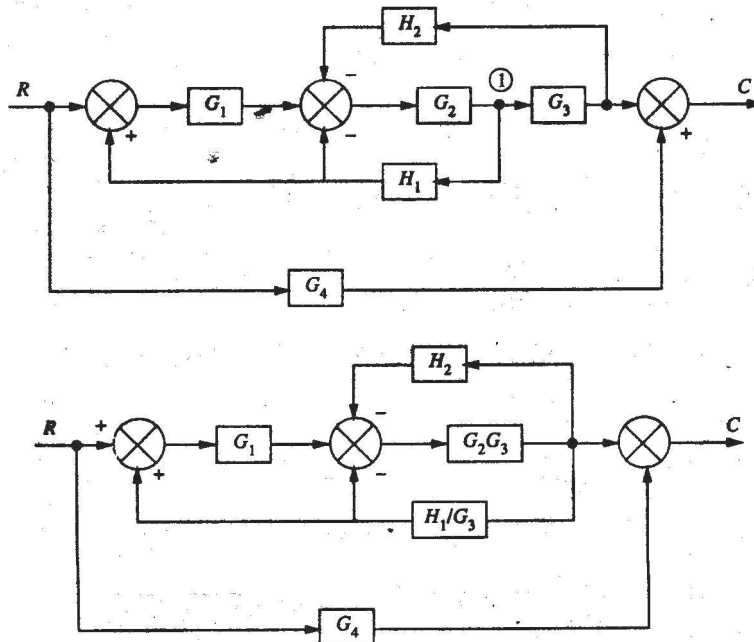 H₂
−
①
R
G₁
G₂
G₃
C
+
−
+
H₁
G₄
H₂
R
+
−
G₁
G₂G₃
C
+
−
H₁/G₃
G₄